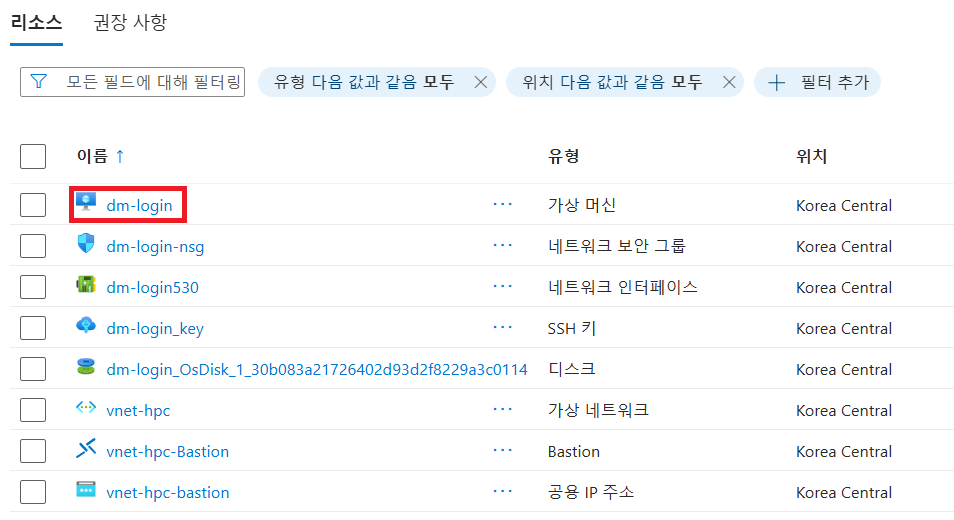 리소스 권장 사항
모든 필드에 대해 필터링 유형 다음 값과 같음 모두 위치 다음 값과 같음 모두 필터 추가
이름 ↑ 유형 위치
dm-login ... 가상 머신 Korea Central
dm-login-nsg ... 네트워크 보안 그룹 Korea Central
dm-login530 ... 네트워크 인터페이스 Korea Central
dm-login_key ... SSH 키 Korea Central
dm-login_OsDisk_1_30b083a21726402d93d2f8229a3c0114 디스크 Korea Central
vnet-hpc ... 가상 네트워크 Korea Central
vnet-hpc-Bastion ... Bastion Korea Central
vnet-hpc-bastion ... 공용 IP 주소 Korea Central